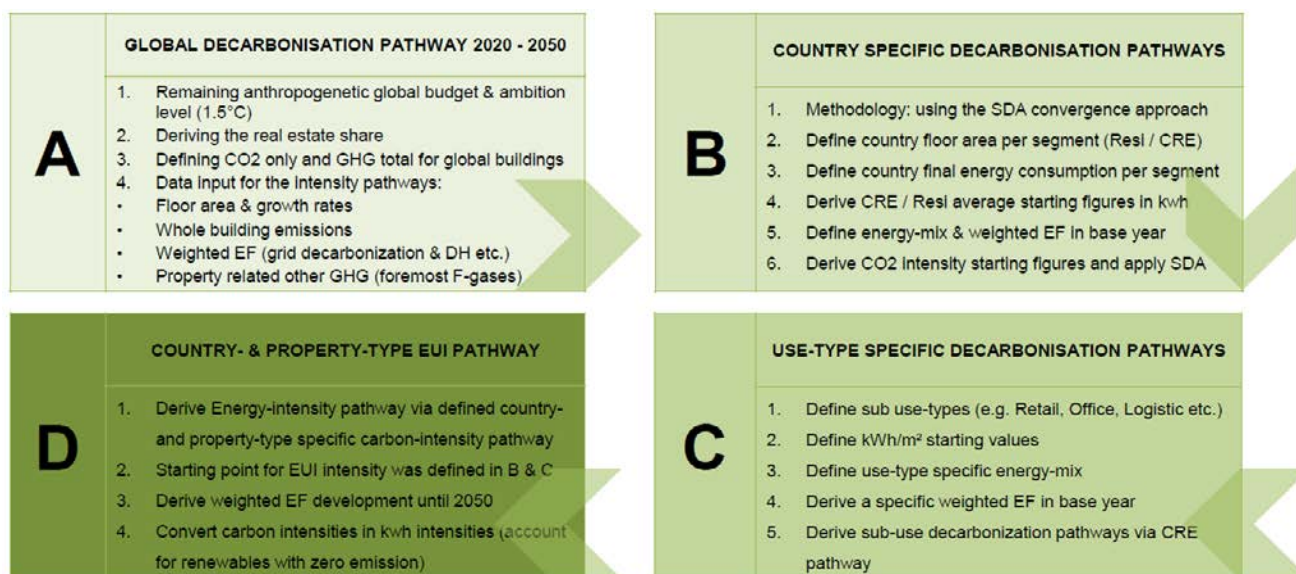 A
GLOBAL DECARBONISATION PATHWAY 2020 - 2050
1. Remaining anthropogenetic global budget & ambition
level (1.5°C)
2. Deriving the real estate share
3. Defining CO2 only and GHG total for global buildings
4. Data input for the intensity pathways:
• Floor area & growth rates
• Whole building emissions
• Weighted EF (grid decarbonization & DH etc.)
• Property related other GHG (foremost F-gases)
B
COUNTRY SPECIFIC DECARBONISATION PATHWAYS
1. Methodology: using the SDA convergence approach
2. Define country floor area per segment (Resi / CRE)
3. Define country final energy consumption per segment
4. Derive CRE / Resi average starting figures in kwh
5. Define energy-mix & weighted EF in base year
6. Derive CO2 intensity starting figures and apply SDA
D
COUNTRY- & PROPERTY-TYPE EUI PATHWAY
1. Derive Energy-intensity pathway via defined country-
and property-type specific carbon-intensity pathway
2. Starting point for EUI intensity was defined in B & C
3. Derive weighted EF development until 2050
4. Convert carbon intensities in kwh intensities (account
for renewables with zero emission)
C
USE-TYPE SPECIFIC DECARBONISATION PATHWAYS
1. Define sub use-types (e.g. Retail, Office, Logistic etc.)
2. Define kWh/m² starting values
3. Define use-type specific energy-mix
4. Derive a specific weighted EF in base year
5. Derive sub-use decarbonization pathways via CRE
pathway